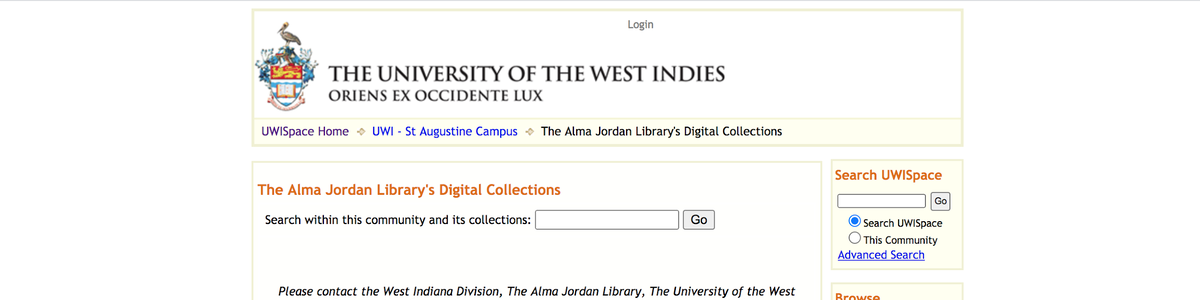 Login
THE UNIVERSITY OF THE WEST INDIES
ORIENS EX OCCIDENTE LUX
UWISpace Home UWI - St Augustine Campus The Alma Jordan Library's Digital Collections
The Alma Jordan Library's Digital Collections
Search within this community and its collections: Go
Please contact the West Indiana Division, The Alma Jordan Library, The University of the West
Search UWISpace
Go
Search UWISpace
This Community
Advanced Search
Browse